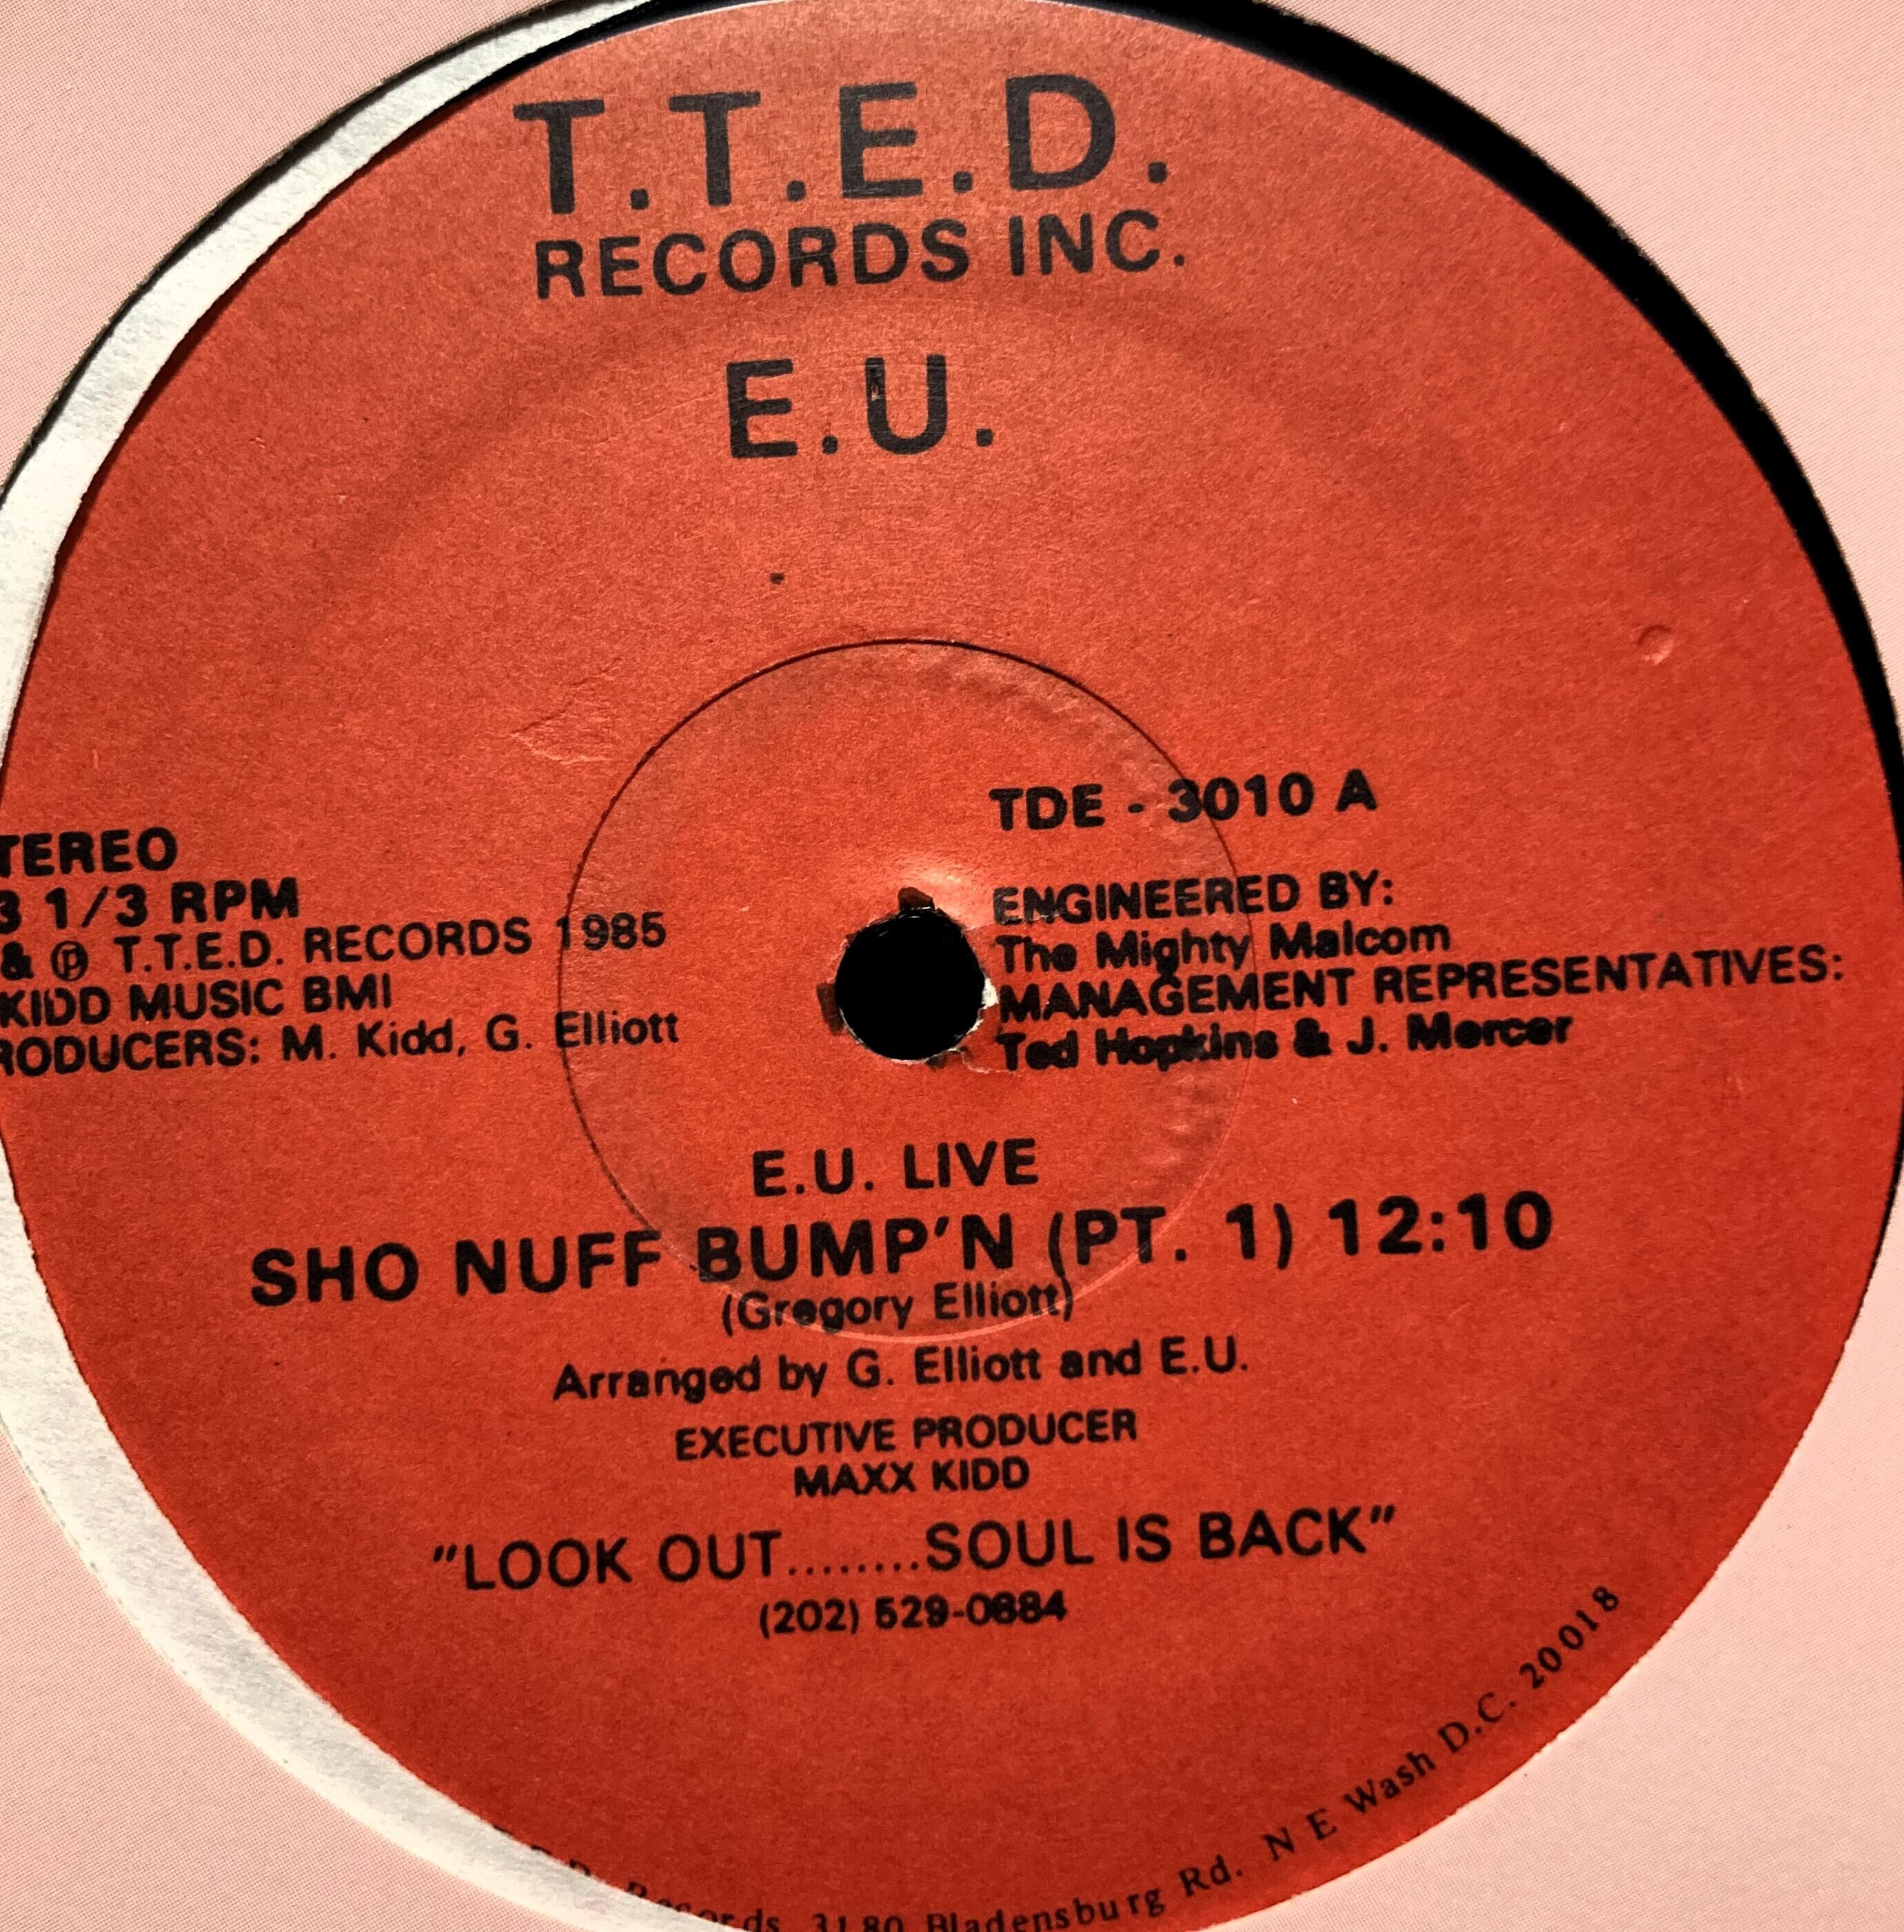 T.T.E.D.
RECORDS INC.
E.U.
TEREO
3 1/3 RPM
& ℗ T.T.E.D. RECORDS 1985
KIDD MUSIC BMI
RODUCERS: M. Kidd, G. Elliott
TDE - 3010 A
ENGINEERED BY:
The Mighty Malcom
MANAGEMENT REPRESENTATIVES:
Ted Hopkins & J. Mercer
E.U. LIVE
SHO NUFF BUMP'N (PT. 1) 12:10
(Gregory Elliott)
Arranged by G. Elliott and E.U.
EXECUTIVE PRODUCER
MAXX KIDD
"LOOK OUT........SOUL IS BACK"
(202) 529-0884
Records 3180 Bladensburg Rd. N E Wash D.C. 20018